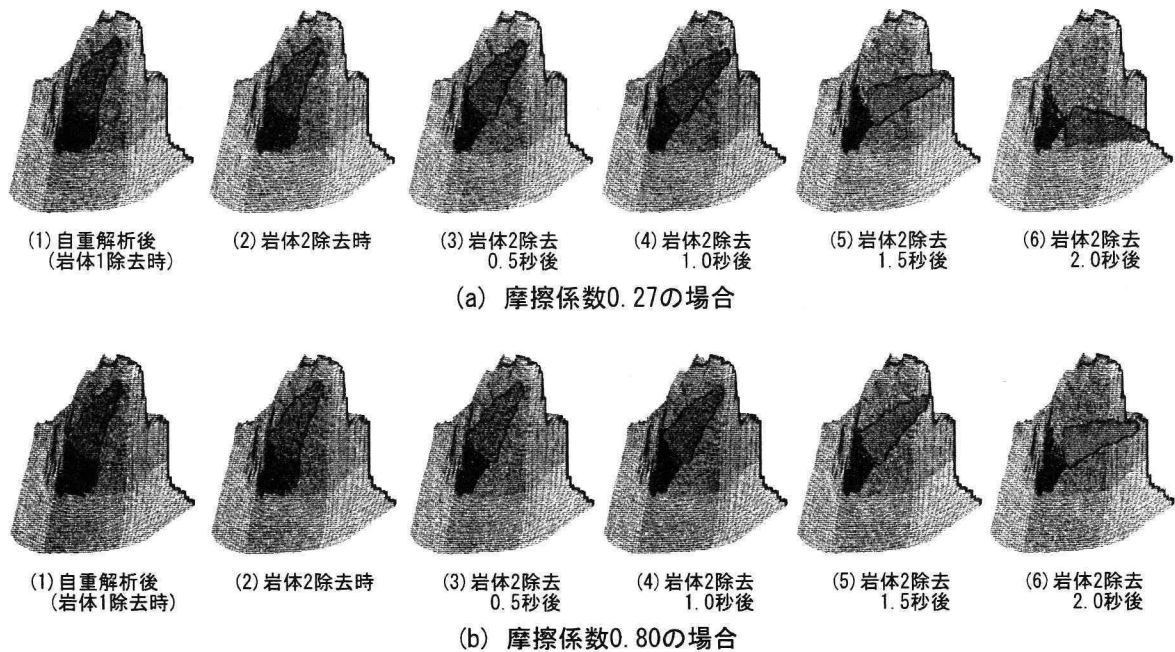 (1) 自重解析後
(岩体1除去時)
(2) 岩体2除去時
(3) 岩体2除去
0.5秒後
(4) 岩体2除去
1.0秒後
(5) 岩体2除去
1.5秒後
(6) 岩体2除去
2.0秒後
(a) 摩擦係数0.27の場合
(1) 自重解析後
(岩体1除去時)
(2) 岩体2除去時
(3) 岩体2除去
0.5秒後
(4) 岩体2除去
1.0秒後
(5) 岩体2除去
1.5秒後
(6) 岩体2除去
2.0秒後
(b) 摩擦係数0.80の場合